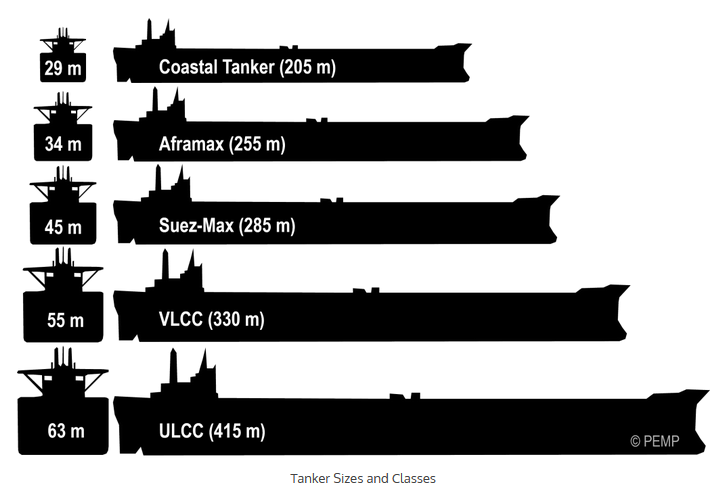 29 m
Coastal Tanker (205 m)
34 m
Aframax (255 m)
45 m
Suez-Max (285 m)
55 m
VLCC (330 m)
63 m
ULCC (415 m)
© PEMP
Tanker Sizes and Classes